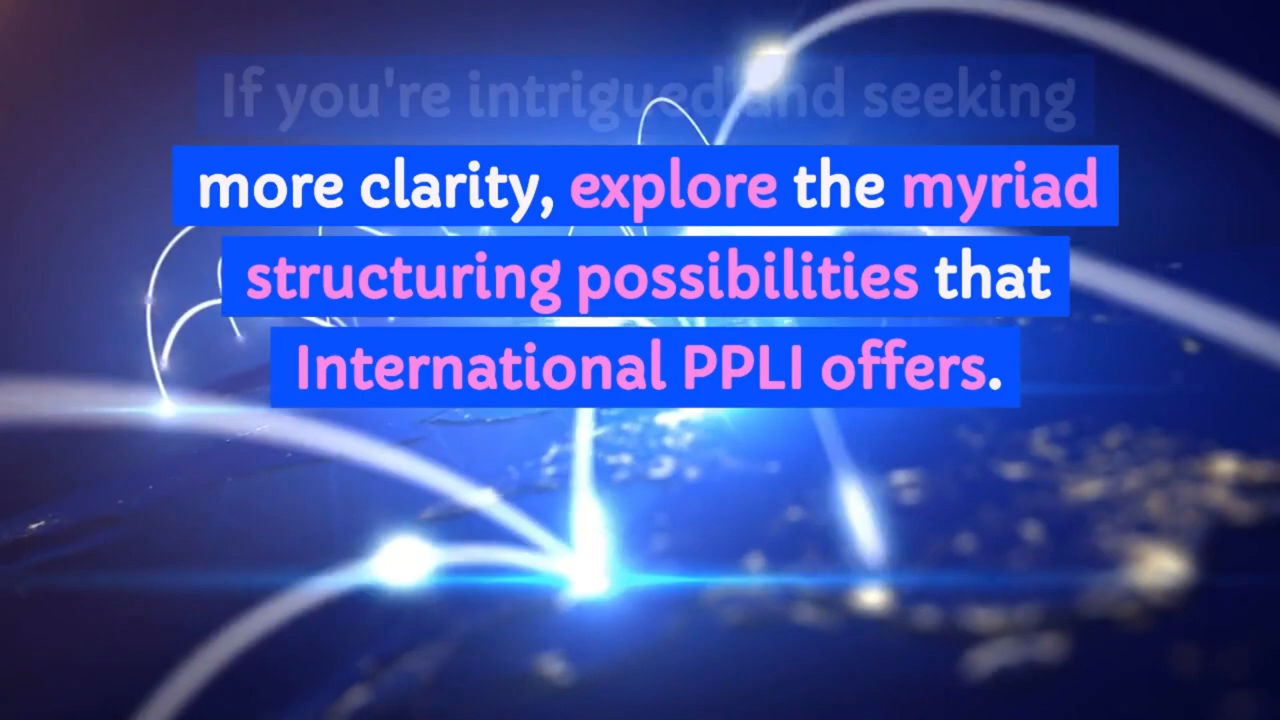 If you're intrigued and seeking
more clarity, explore the myriad
structuring possibilities that
International PPLI offers.